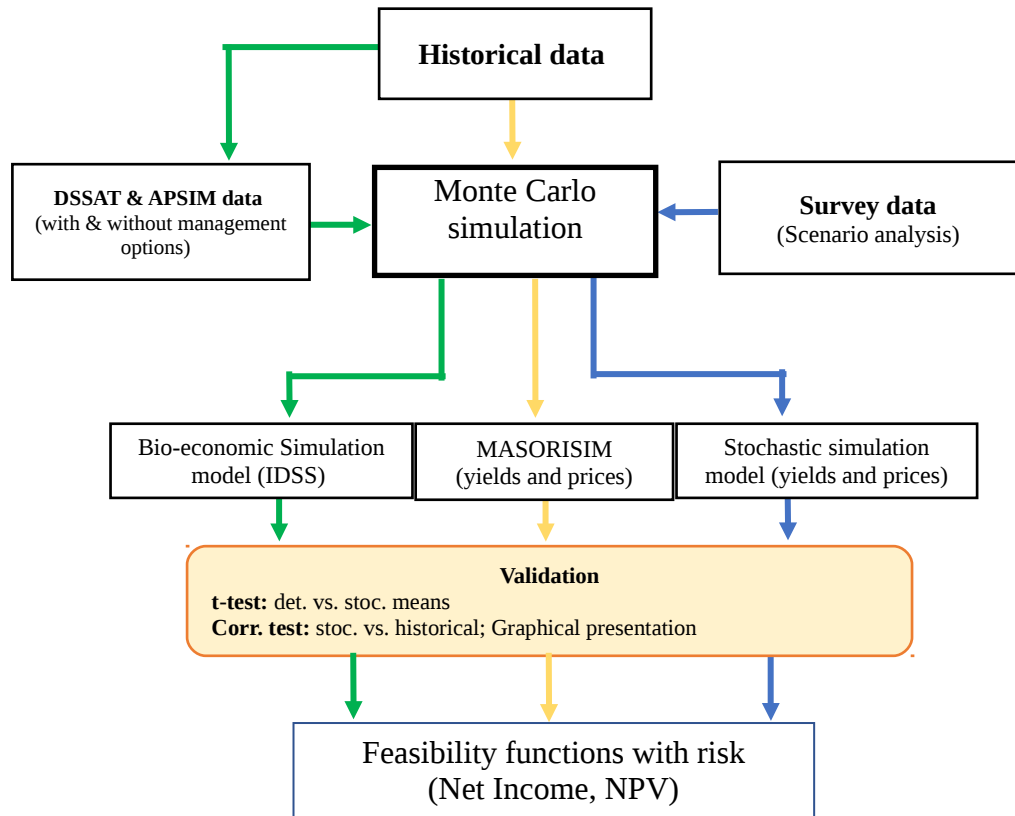 Historical data
DSSAT & APSIM data
(with & without management
options)
Monte Carlo
simulation
Survey data
(Scenario analysis)
Bio-economic Simulation
model (IDSS)
MASORISIM
(yields and prices)
Stochastic simulation
model (yields and prices)
Validation
t-test: det. vs. stoc. means
Corr. test: stoc. vs. historical; Graphical presentation
Feasibility functions with risk
(Net Income, NPV)